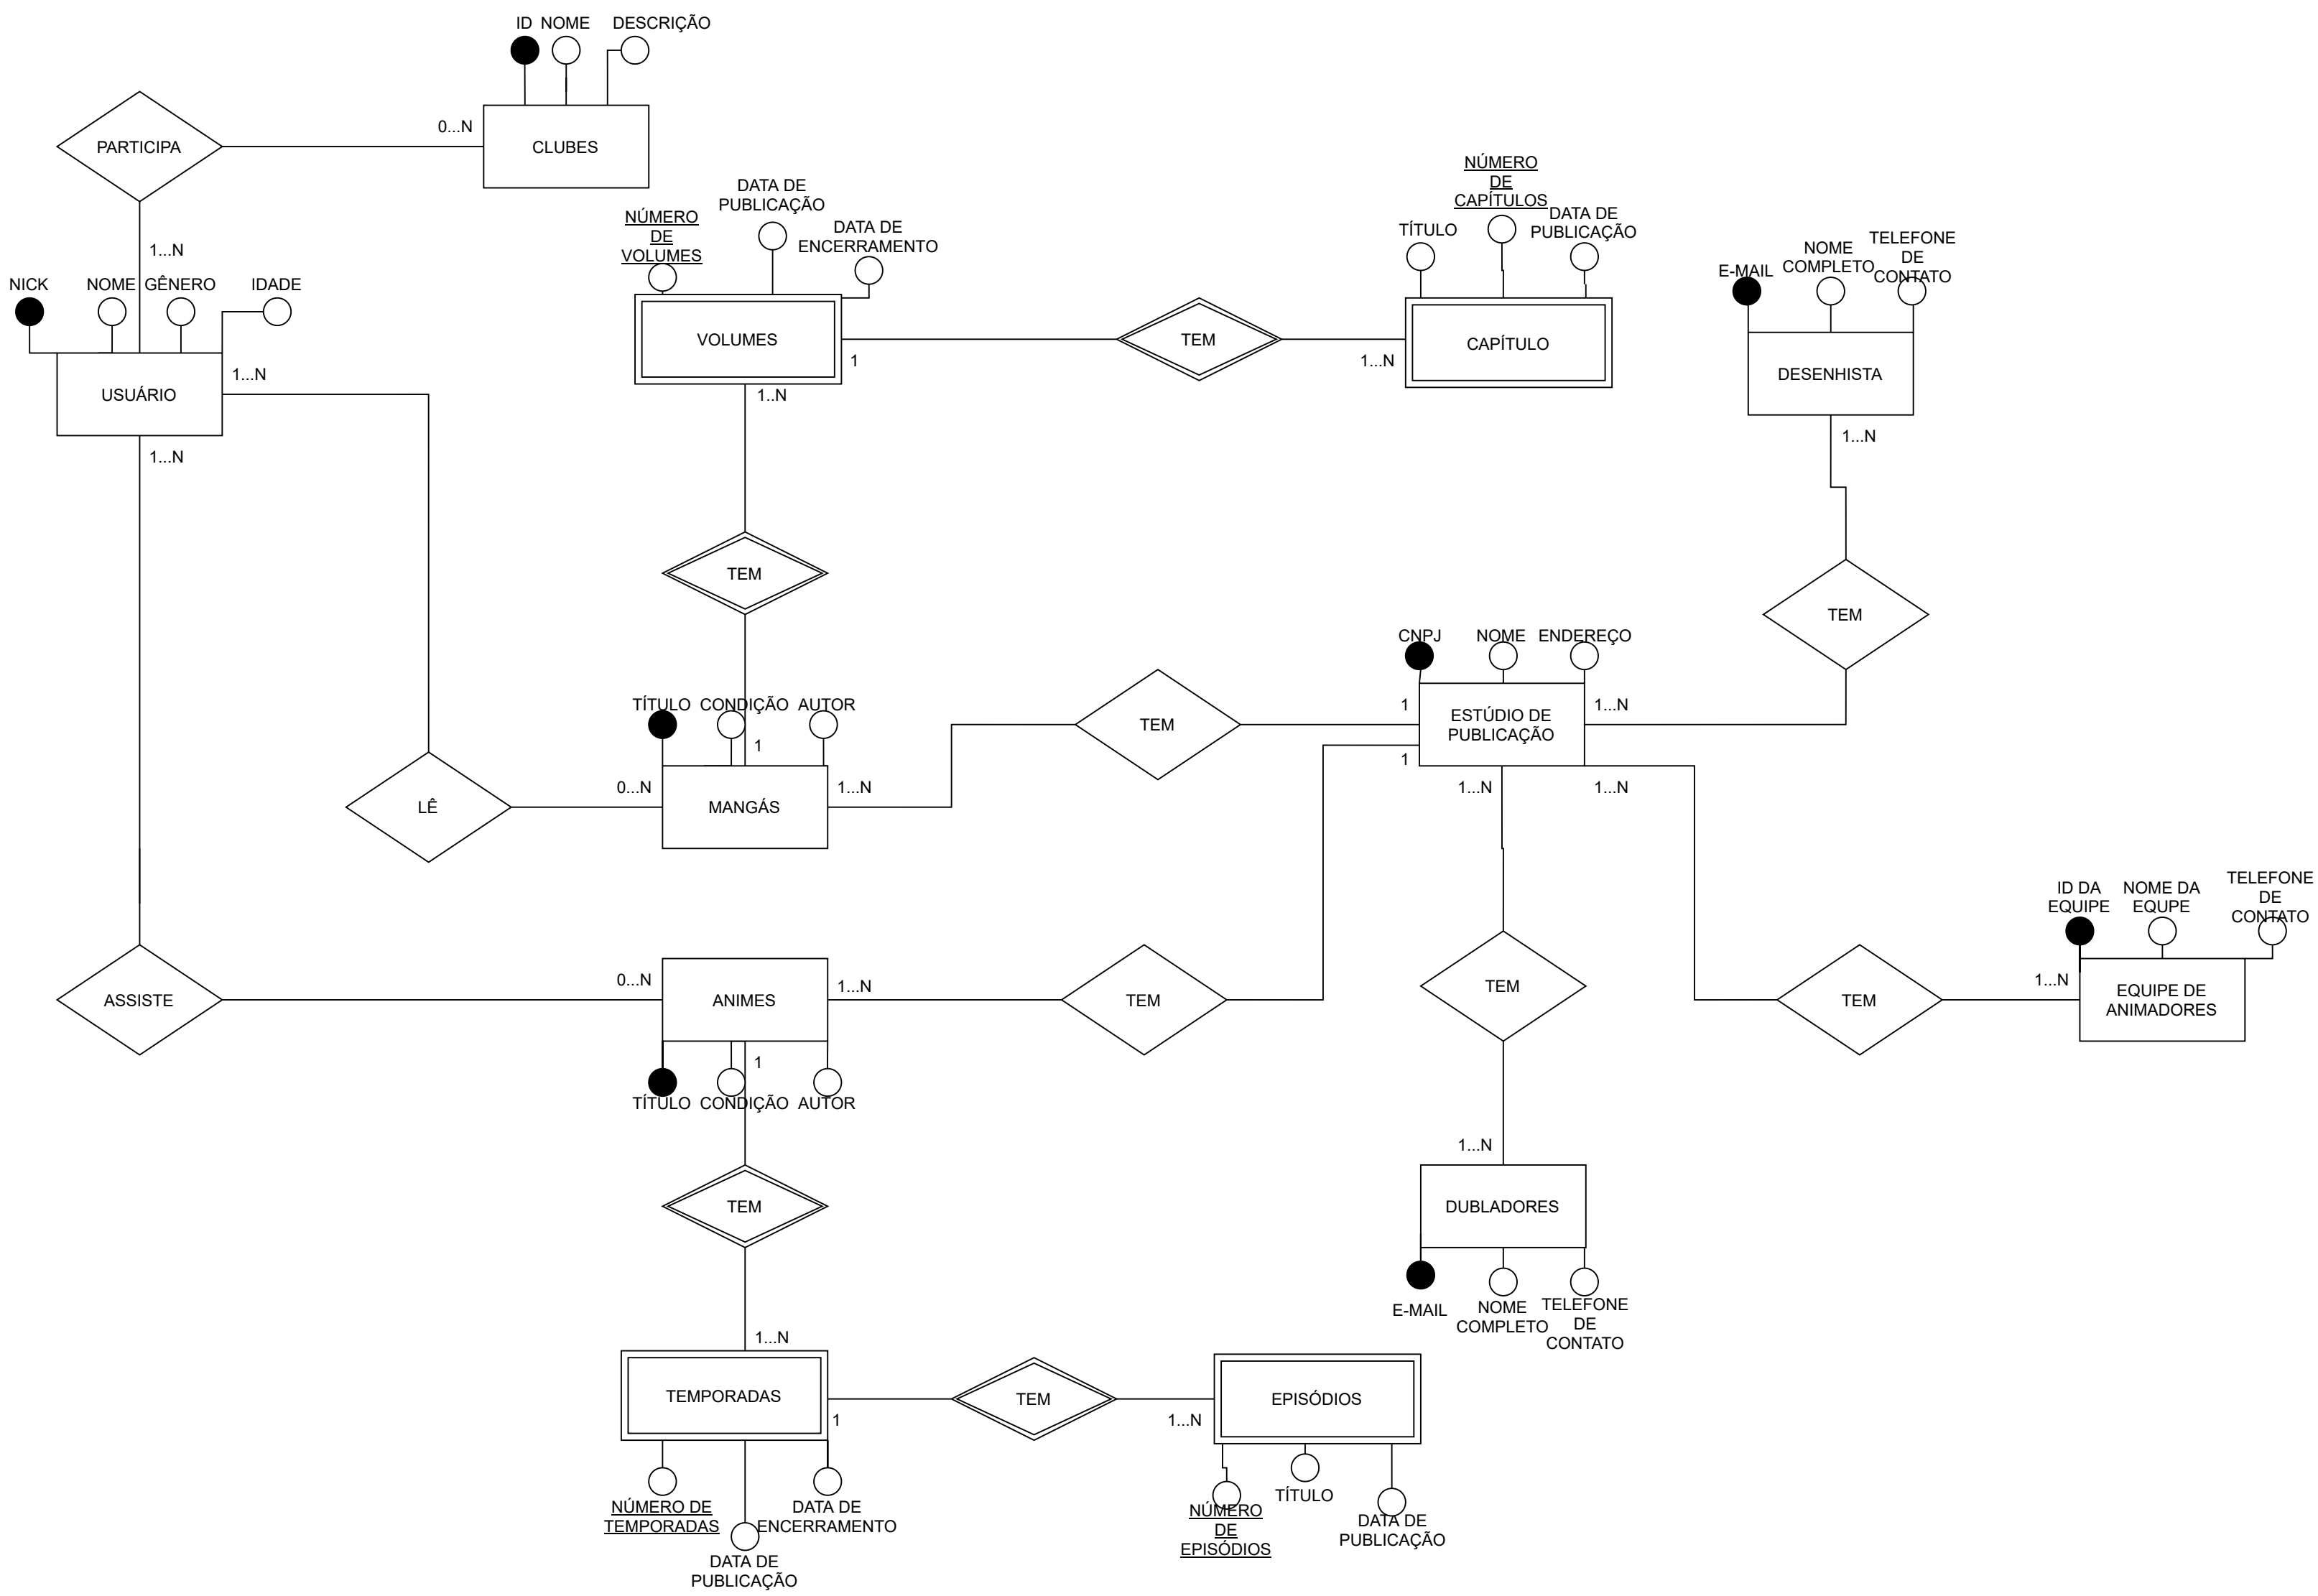 ID NOME DESCRIÇÃO
PARTICIPA
0...N
CLUBES
1...N
NICK NOME GÊNERO IDADE
USUÁRIO
1...N
1...N
NÚMERO
DE
VOLUMES
DATA DE
PUBLICAÇÃO
DATA DE
ENCERRAMENTO
VOLUMES
1
1..N
TEM
1...N
TÍTULO
NÚMERO
DE
CAPÍTULOS
DATA DE
PUBLICAÇÃO
CAPÍTULO
E-MAIL
NOME
COMPLETO
TELEFONE
DE
CONTATO
DESENHISTA
1...N
TEM
TEM
TÍTULO CONDIÇÃO AUTOR
1
LÊ
0...N
MANGÁS
1...N
TEM
CNPJ NOME ENDEREÇO
1
1
ESTÚDIO DE
PUBLICAÇÃO
1...N
1...N
1...N
ASSISTE
0...N
ANIMES
1...N
TEM
TEM
TEM
1...N
ID DA
EQUIPE
NOME DA
EQUPE
TELEFONE
DE
CONTATO
EQUIPE DE
ANIMADORES
1
TÍTULO CONDIÇÃO AUTOR
TEM
1...N
DUBLADORES
E-MAIL
NOME
COMPLETO
TELEFONE
DE
CONTATO
1...N
TEMPORADAS
1
TEM
1...N
EPISÓDIOS
NÚMERO DE
TEMPORADAS
DATA DE
PUBLICAÇÃO
DATA DE
ENCERRAMENTO
NÚMERO
DE
EPISÓDIOS
TÍTULO
DATA DE
PUBLICAÇÃO